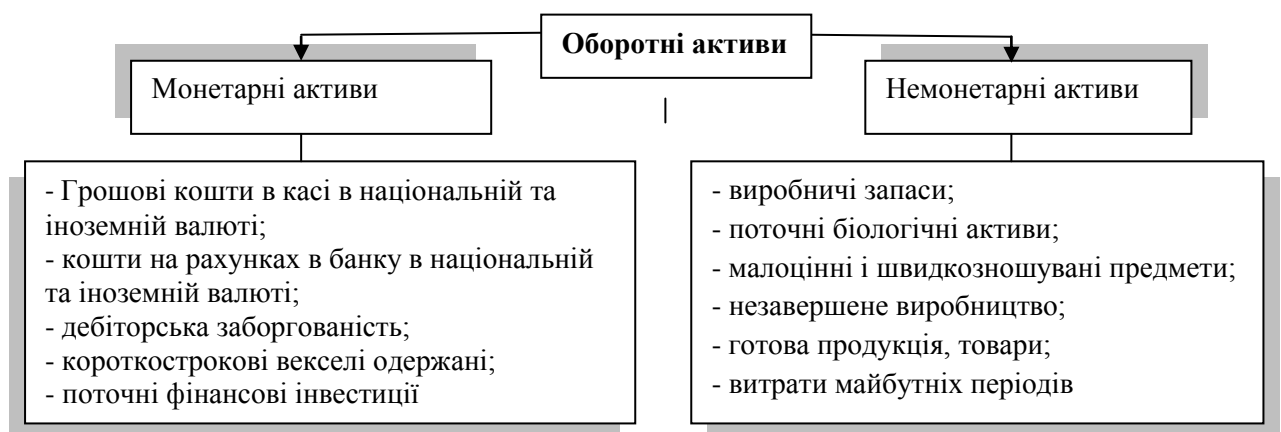 Оборотні активи
Монетарні активи
Немонетарні активи
- Грошові кошти в касі в національній та
іноземній валюті;
- кошти на рахунках в банку в національній
та іноземній валюті;
- дебіторська заборгованість;
- короткострокові векселі одержані;
- поточні фінансові інвестиції
- виробничі запаси;
- поточні біологічні активи;
- малоцінні і швидкозношувані предмети;
- незавершене виробництво;
- готова продукція, товари;
- витрати майбутніх періодів